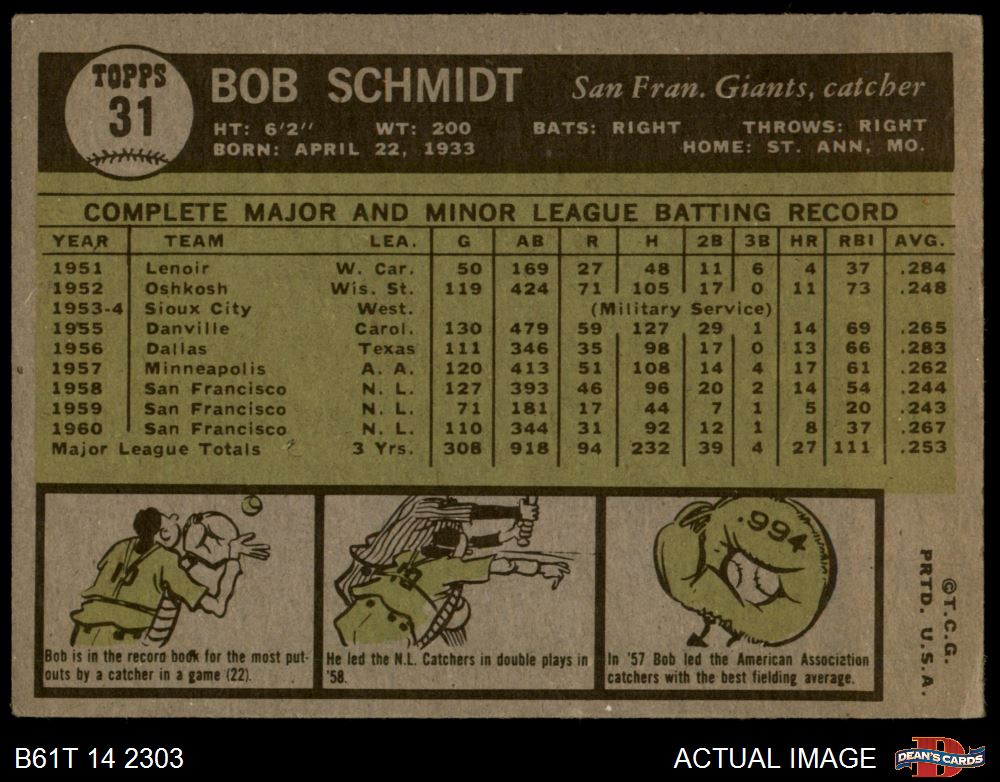 TOPPS
31
BOB SCHMIDT San Fran. Giants, catcher
HT: 6'2" WT: 200 BATS: RIGHT THROWS: RIGHT
BORN: APRIL 22, 1933 HOME: ST. ANN, MO.
COMPLETE MAJOR AND MINOR LEAGUE BATTING RECORD
YEAR TEAM LEA. G AB R H 2B 3B HR RBI AVG.
1951 Lenoir W. Car. 50 169 27 48 11 6 4 37 .284
1952 Oshkosh Wis. St. 119 424 71 105 17 0 11 73 .248
1953-4 Sioux City West. (Military Service)
1955 Danville Carol. 130 479 59 127 29 1 14 69 .265
1956 Dallas Texas 111 346 35 98 17 0 13 66 .283
1957 Minneapolis A. A. 120 413 51 108 14 4 17 61 .262
1958 San Francisco N. L. 127 393 46 96 20 2 14 54 .244
1959 San Francisco N. L. 71 181 17 44 7 1 5 20 .243
1960 San Francisco N. L. 110 344 31 92 12 1 8 37 .267
Major League Totals 3 Yrs. 308 918 94 232 39 4 27 111 .253
Bob is in the record book for the most put-
outs by a catcher in a game (22).
He led the N.L. Catchers in double plays in
'58.
.994
In '57 Bob led the American Association
catchers with the best fielding average.
©T.C.G.
PRTD. U.S.A.
B61T 14 2303 ACTUAL IMAGE
D
DEAN'S CARDS